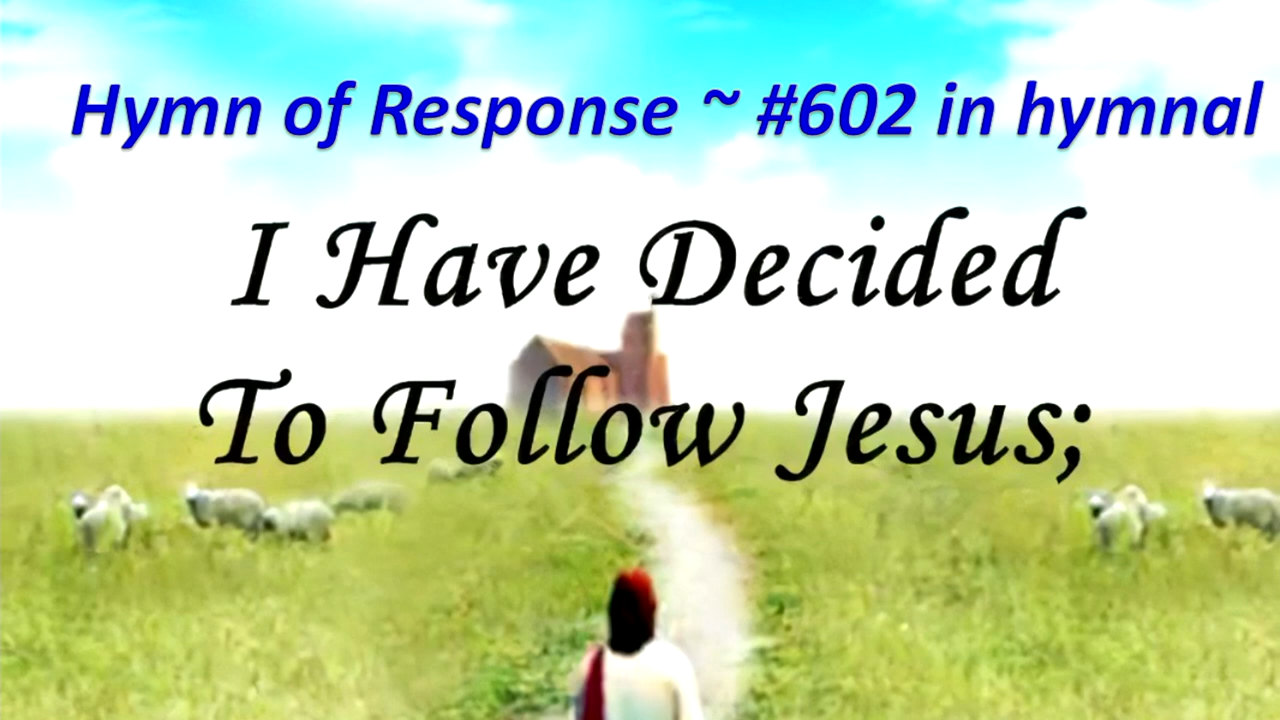 Hymn of Response ~ #602 in hymnal
I Have Decided
To Follow Jesus;